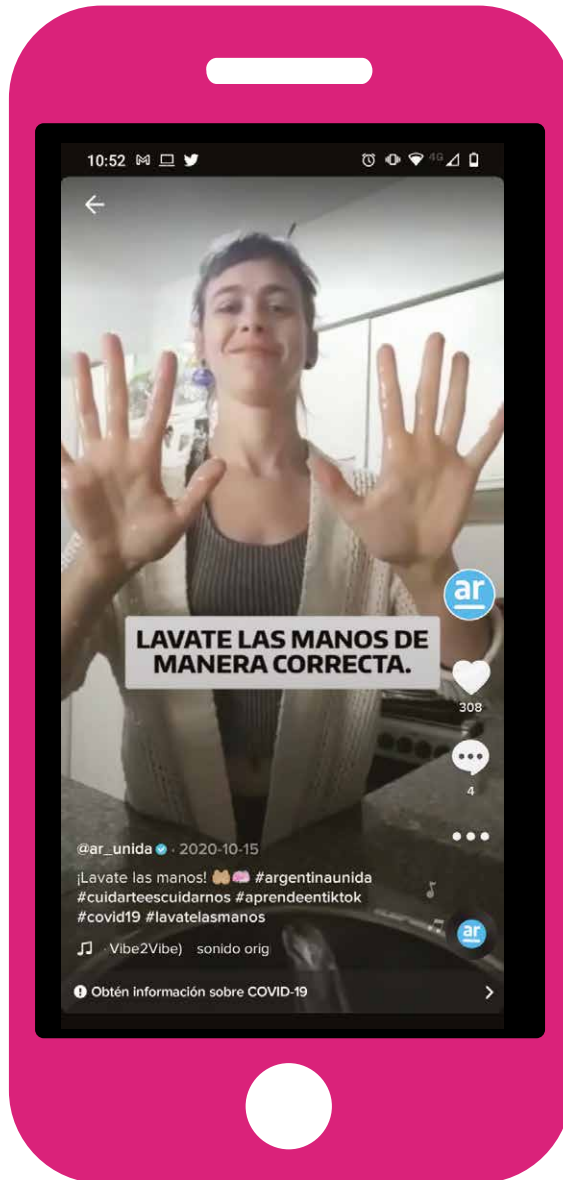 10:52
4G
ar
LAVATE LAS MANOS DE
MANERA CORRECTA.
308
4
@ar_unida · 2020-10-15
¡Lavate las manos! 🤲🏽🧼 #argentinaunida
#cuidarteescuidarnos #aprendeentiktok
#covid19 #lavatelasmanos
· Vibe2Vibe) sonido orig
ar
Obtén información sobre COVID-19